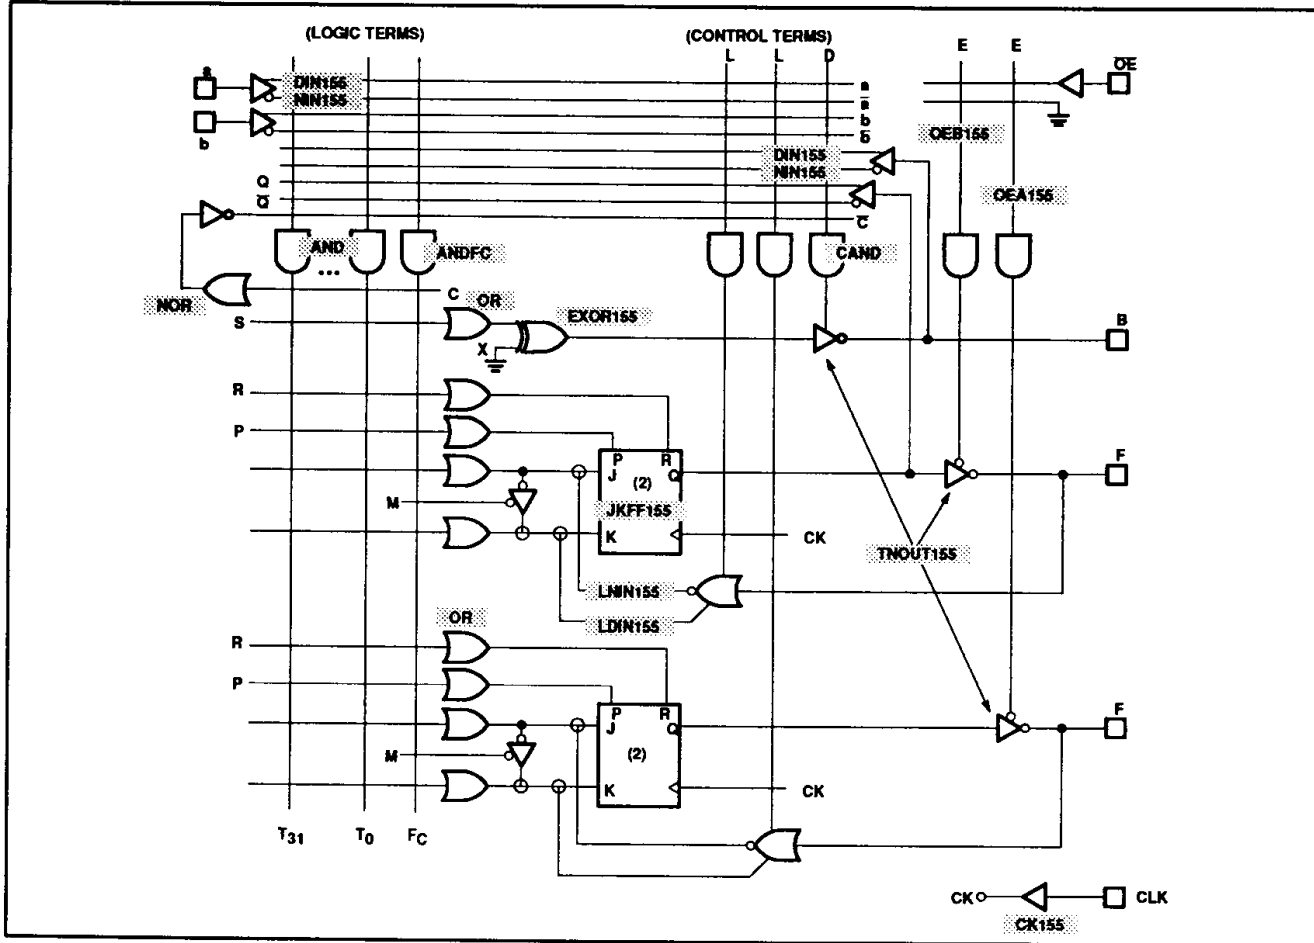 (LOGIC TERMS)
(CONTROL TERMS)
L L D E E
a
DIN155
NIN155
a
a
b
b
b
OE
OEB155
DIN155
NIN155
Q
Q
C
OEA155
AND
...
ANDFC
CAND
NOR
C
OR
S
X
EXOR155
B
R
P
P R
J Q
(2)
JKFF155
K
M
CK
F
TNOUT155
LNIN155
LDIN155
OR
R
P
P R
J Q
(2)
K
M
CK
F
T31 T0 FC
CK
CLK
CK155